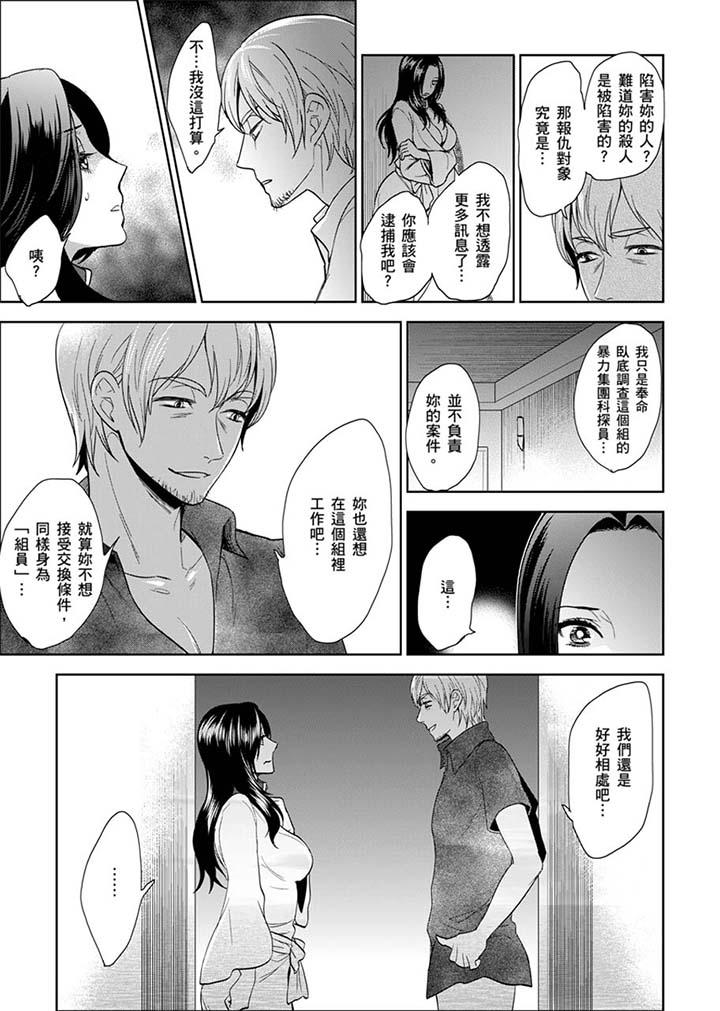 陷害妳的人？
難道妳的殺人
是被陷害的？
那報仇對象
究竟是…
我不想透露
更多訊息了…
你應該會
逮捕我吧？
不…我沒這打算。
咦？
我只是奉命
臥底調查這個組的
暴力集團科探員…
並不負責
妳的案件。
這…
妳也還想
在這個組裡
工作吧…
就算妳不想
接受交換條件，
同樣身為
「組員」…
我們還是
好好相處吧…
……